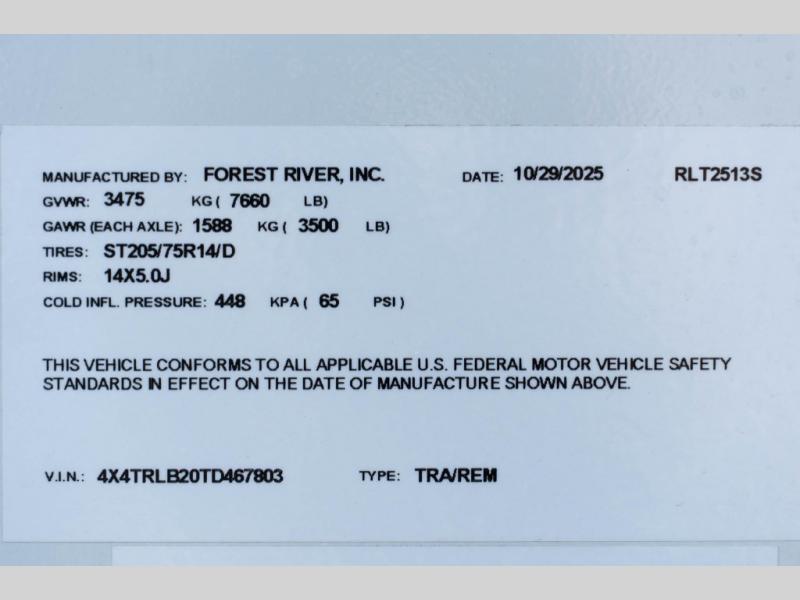 MANUFACTURED BY: FOREST RIVER, INC. DATE: 10/29/2025 RLT2513S
GVWR: 3475 KG ( 7660 LB)
GAWR (EACH AXLE): 1588 KG ( 3500 LB)
TIRES: ST205/75R14/D
RIMS: 14X5.0J
COLD INFL. PRESSURE: 448 KPA ( 65 PSI )
THIS VEHICLE CONFORMS TO ALL APPLICABLE U.S. FEDERAL MOTOR VEHICLE SAFETY
STANDARDS IN EFFECT ON THE DATE OF MANUFACTURE SHOWN ABOVE.
V.I.N.: 4X4TRLB20TD467803 TYPE: TRA/REM